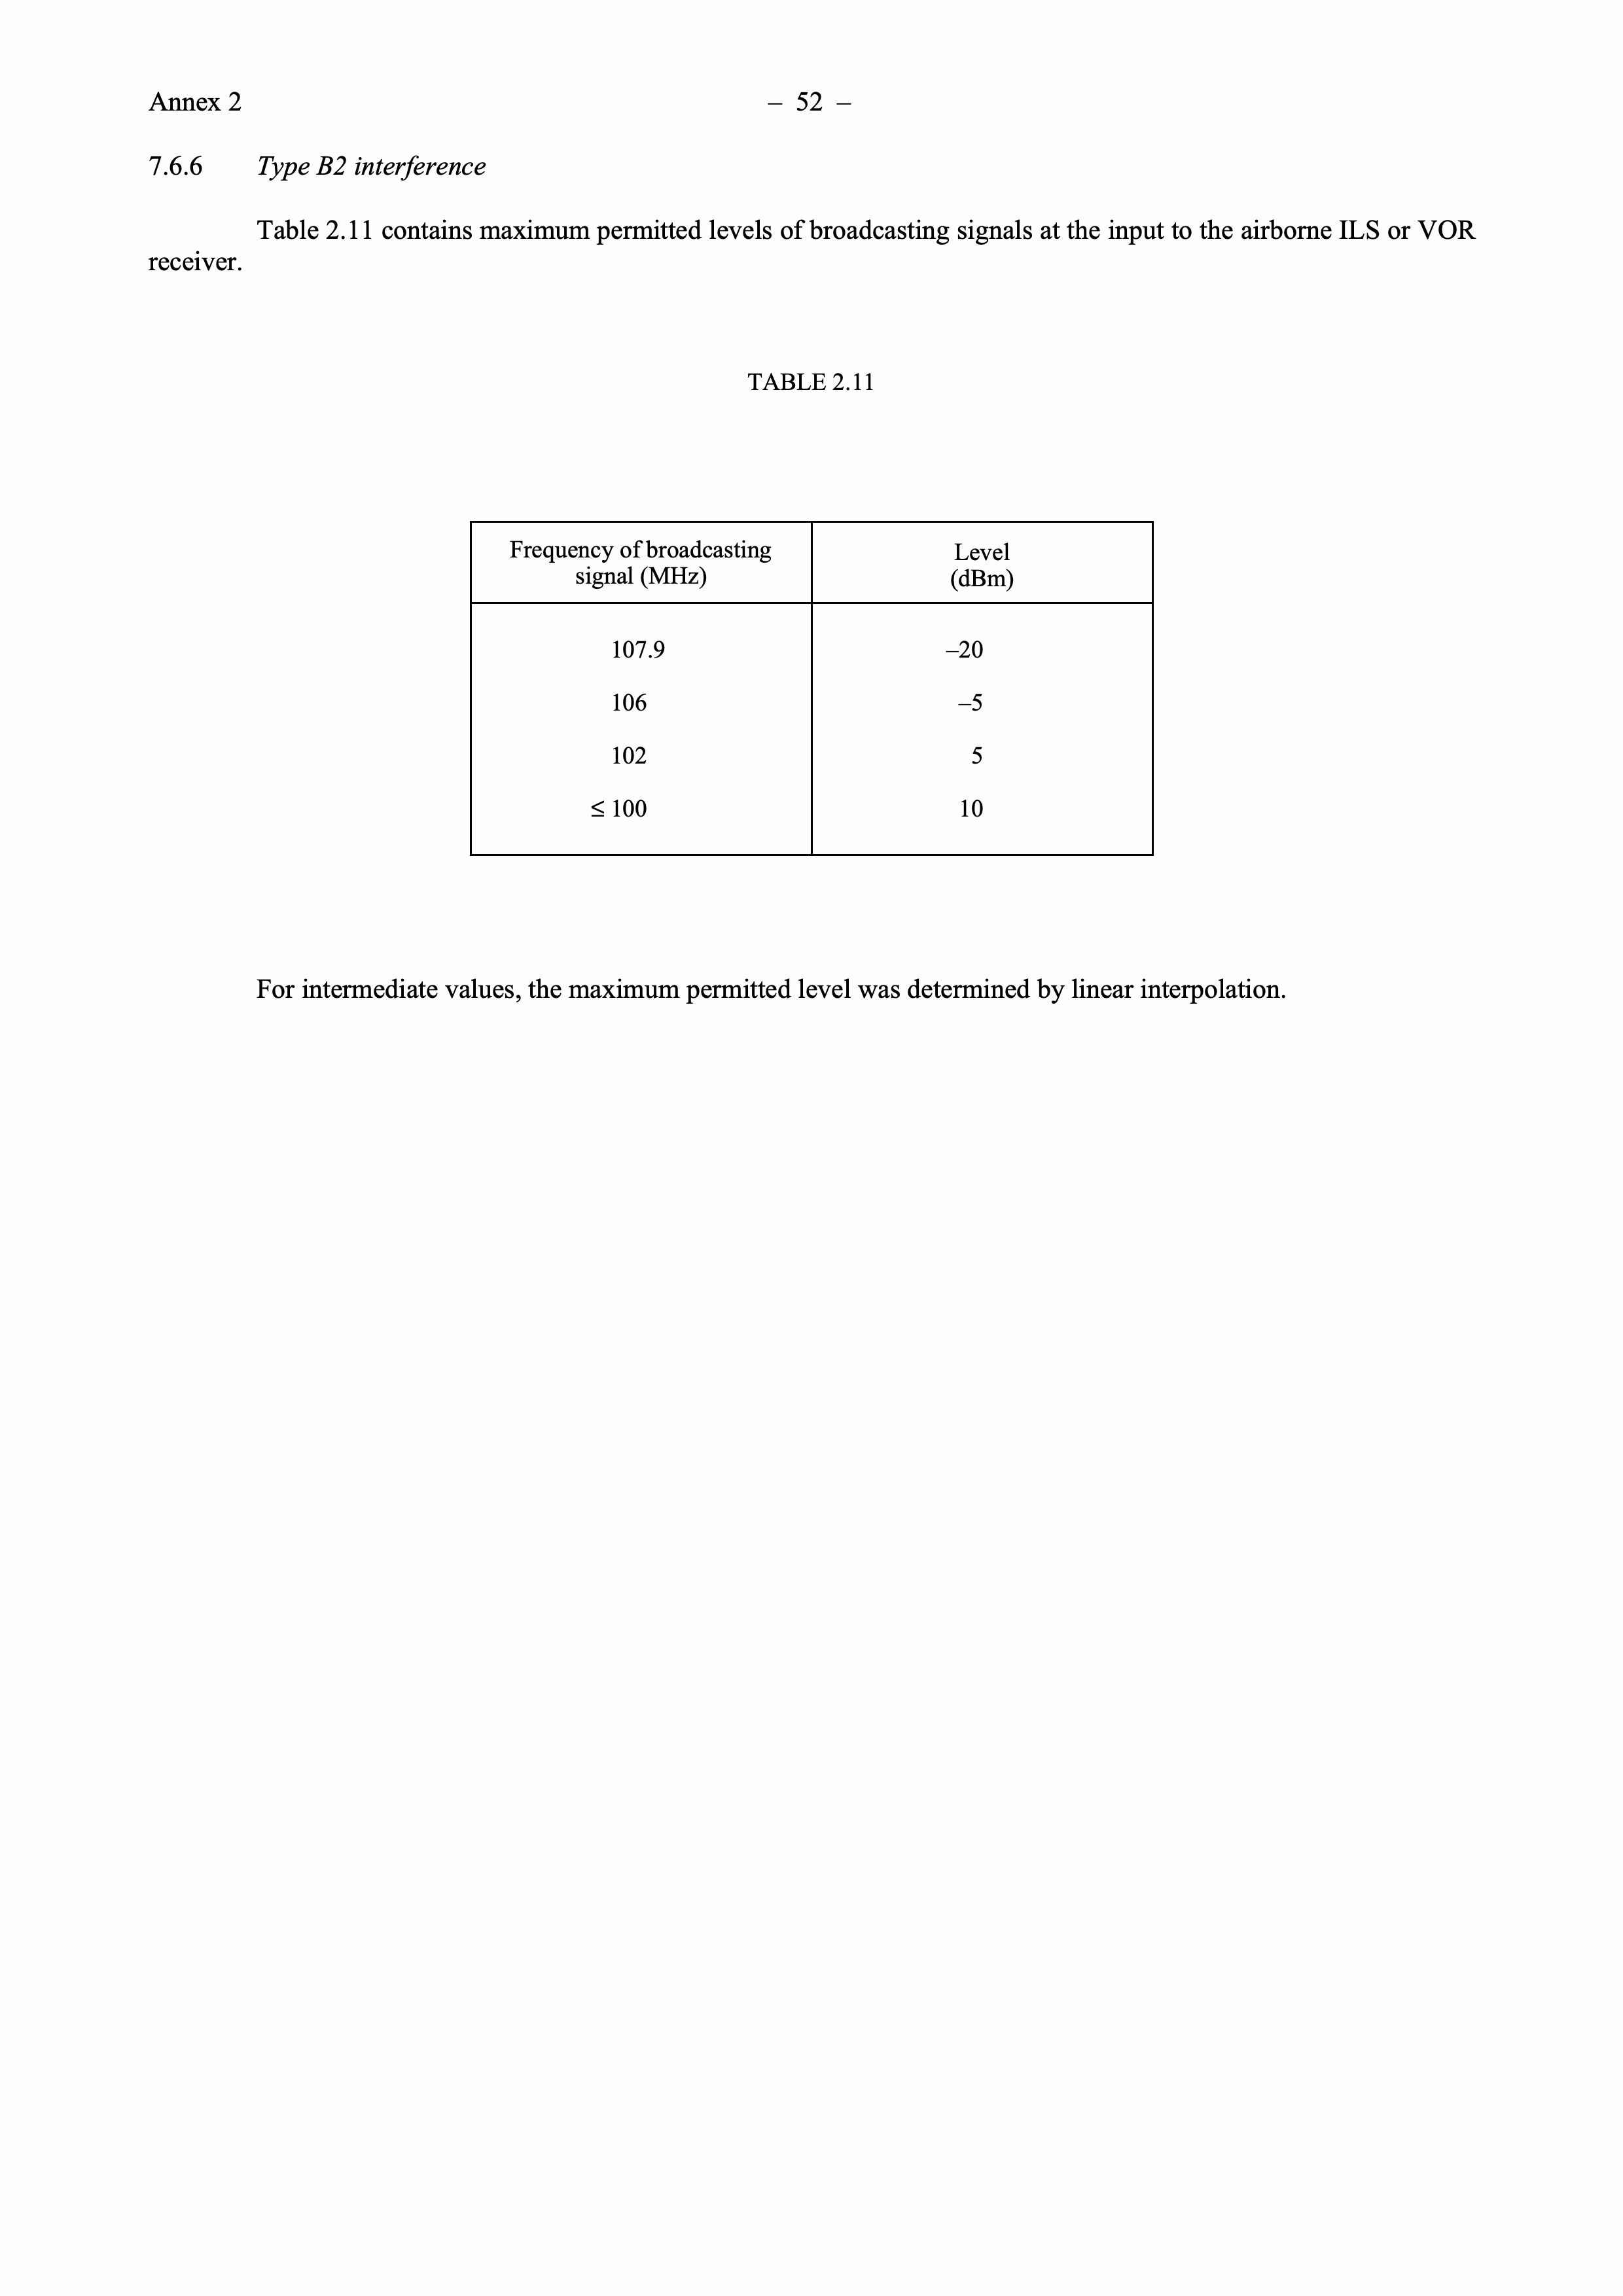 Annex 2 – 52 –
7.6.6 Type B2 interference
Table 2.11 contains maximum permitted levels of broadcasting signals at the input to the airborne ILS or VOR
receiver.
TABLE 2.11
Frequency of broadcasting
signal (MHz)
Level
(dBm)
107.9 –20
106 –5
102 5
≤ 100 10
For intermediate values, the maximum permitted level was determined by linear interpolation.